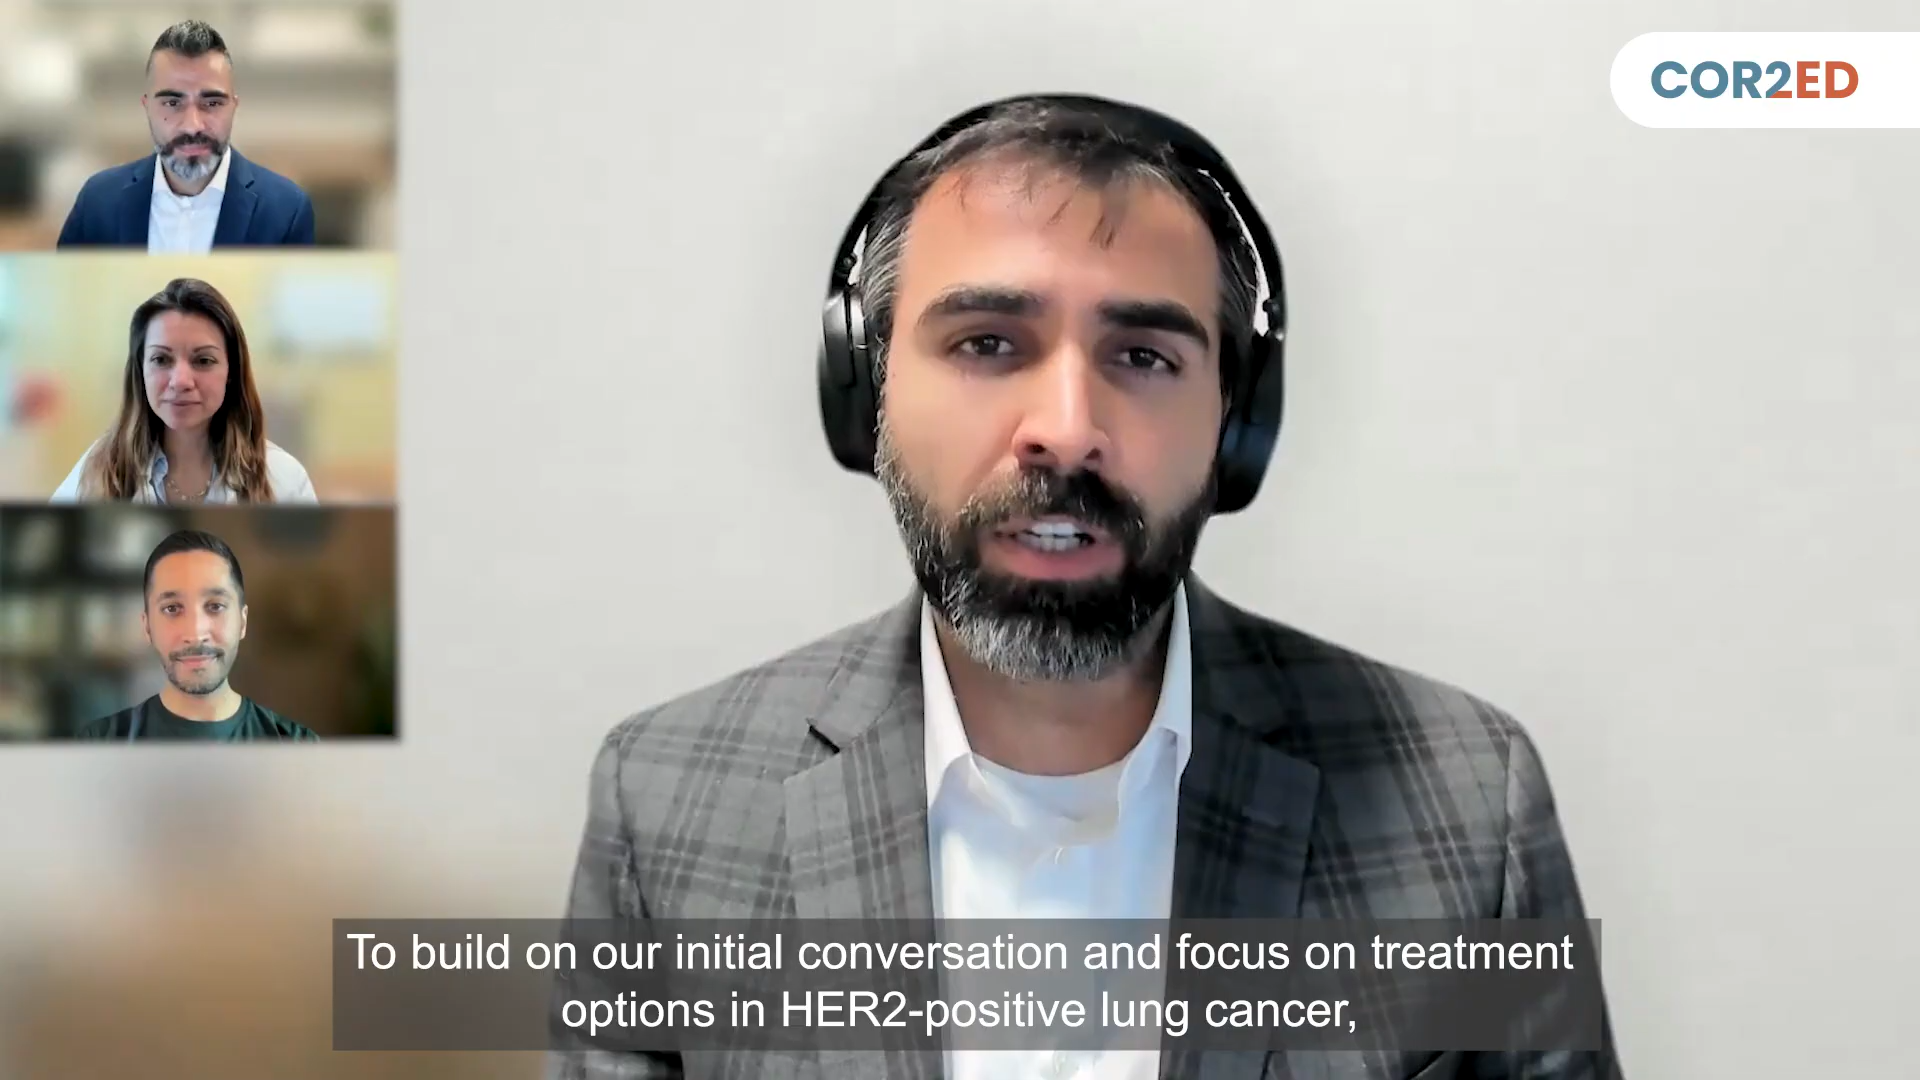 COR2ED
To build on our initial conversation and focus on treatment
options in HER2-positive lung cancer,